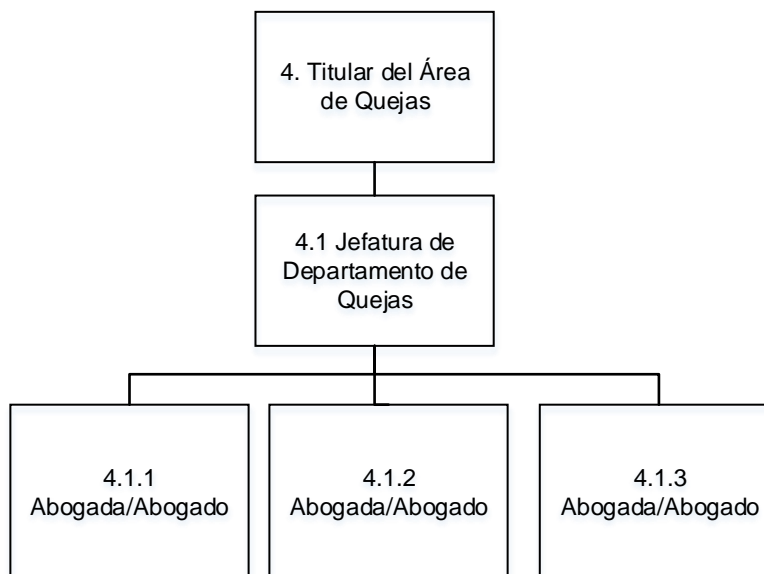 4. Titular del Área
de Quejas
4.1 Jefatura de
Departamento de
Quejas
4.1.1
Abogada/Abogado
4.1.2
Abogada/Abogado
4.1.3
Abogada/Abogado